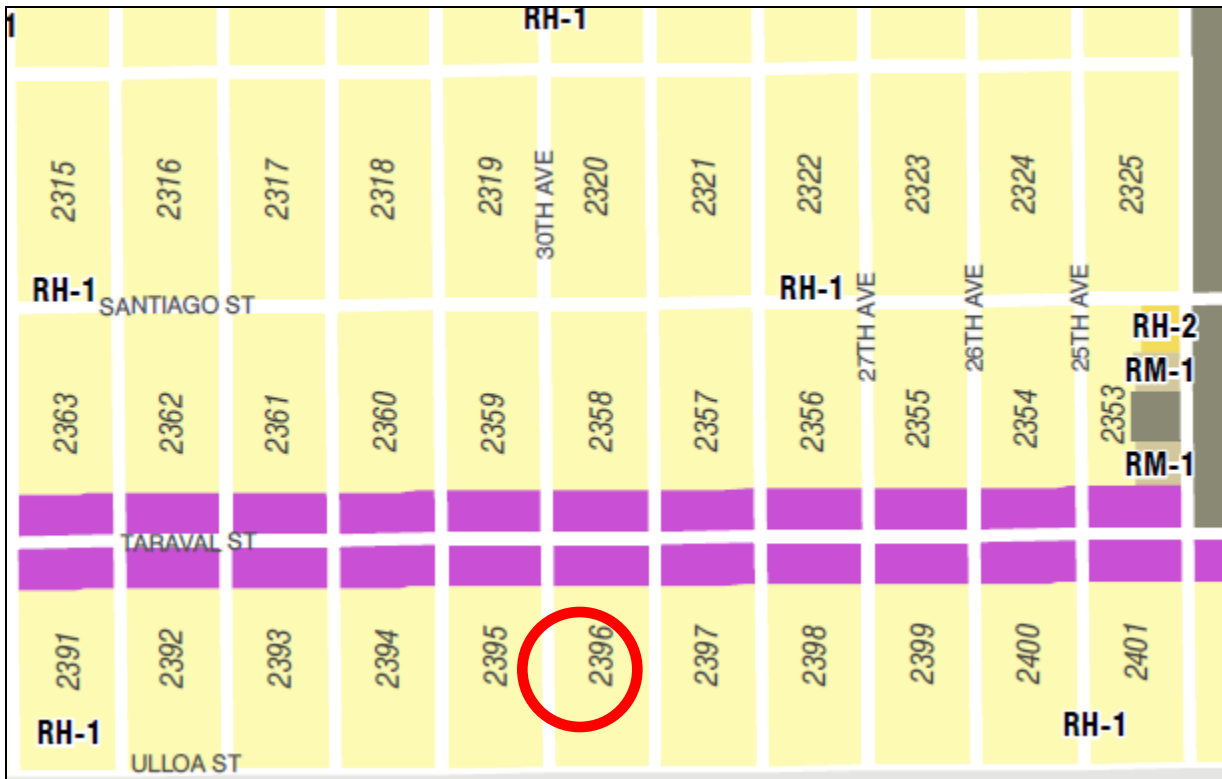 1
RH-1
2315
2316
2317
2318
2319
30TH AVE
2320
2321
2322
2323
2324
2325
RH-1
SANTIAGO ST
RH-1
27TH AVE
26TH AVE
25TH AVE
RH-2
RM-1
2363
2362
2361
2360
2359
2358
2357
2356
2355
2354
2353
RM-1
TARAVAL ST
2391
2392
2393
2394
2395
2396
2397
2398
2399
2400
2401
RH-1
RH-1
ULLOA ST